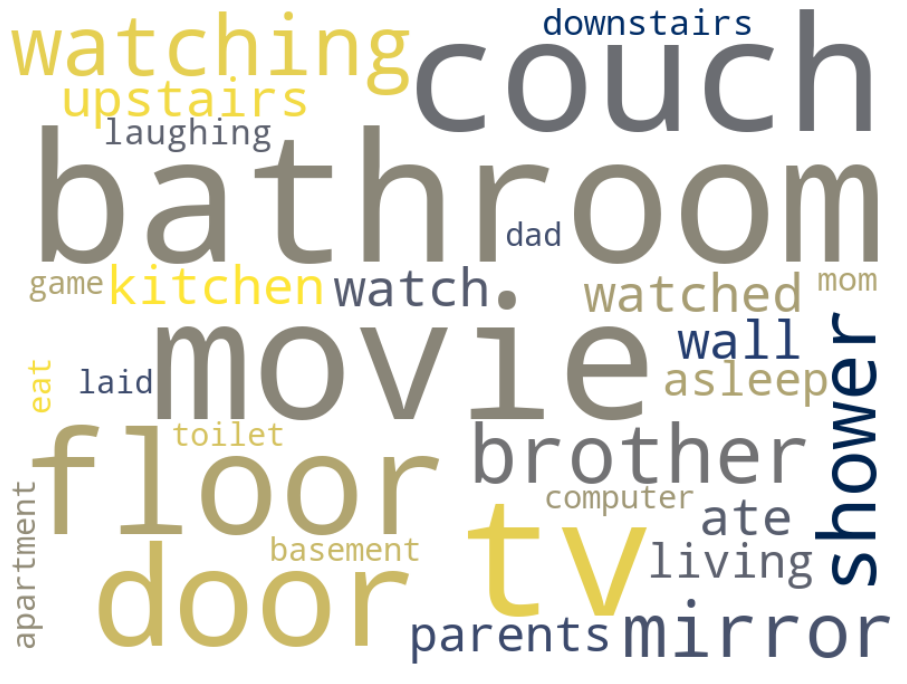 downstairs
watching
couch
upstairs
laughing
bathroom
dad
game
kitchen
watch
watched
mom
movie
wall
shower
eat
laid
asleep
floor
toilet
brother
apartment
computer
tv
ate
door
basement
living
parents
mirror